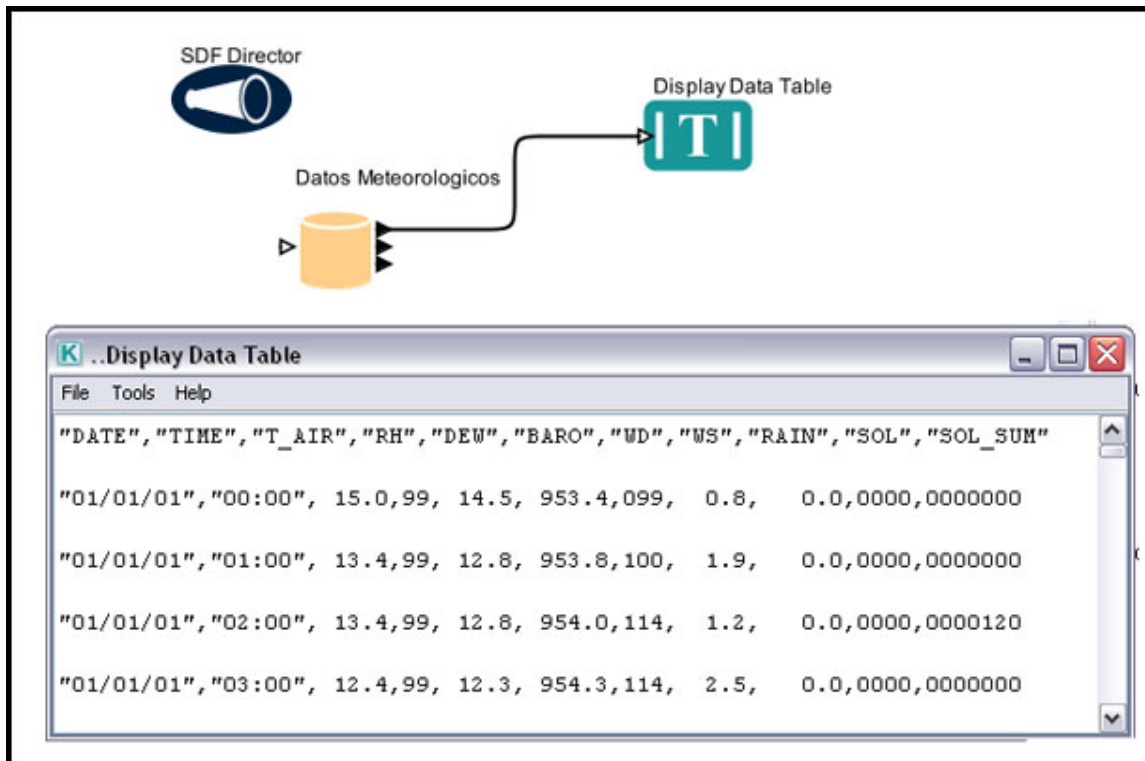 SDF Director
Display Data Table
T
Datos Meteorologicos
K ..Display Data Table
File Tools Help
"DATE","TIME","T_AIR","RH","DEW","BARO","WD","WS","RAIN","SOL","SOL_SUM"
"01/01/01","00:00", 15.0,99, 14.5, 953.4,099,  0.8,   0.0,0000,0000000
"01/01/01","01:00", 13.4,99, 12.8, 953.8,100,  1.9,   0.0,0000,0000000
"01/01/01","02:00", 13.4,99, 12.8, 954.0,114,  1.2,   0.0,0000,0000120
"01/01/01","03:00", 12.4,99, 12.3, 954.3,114,  2.5,   0.0,0000,0000000